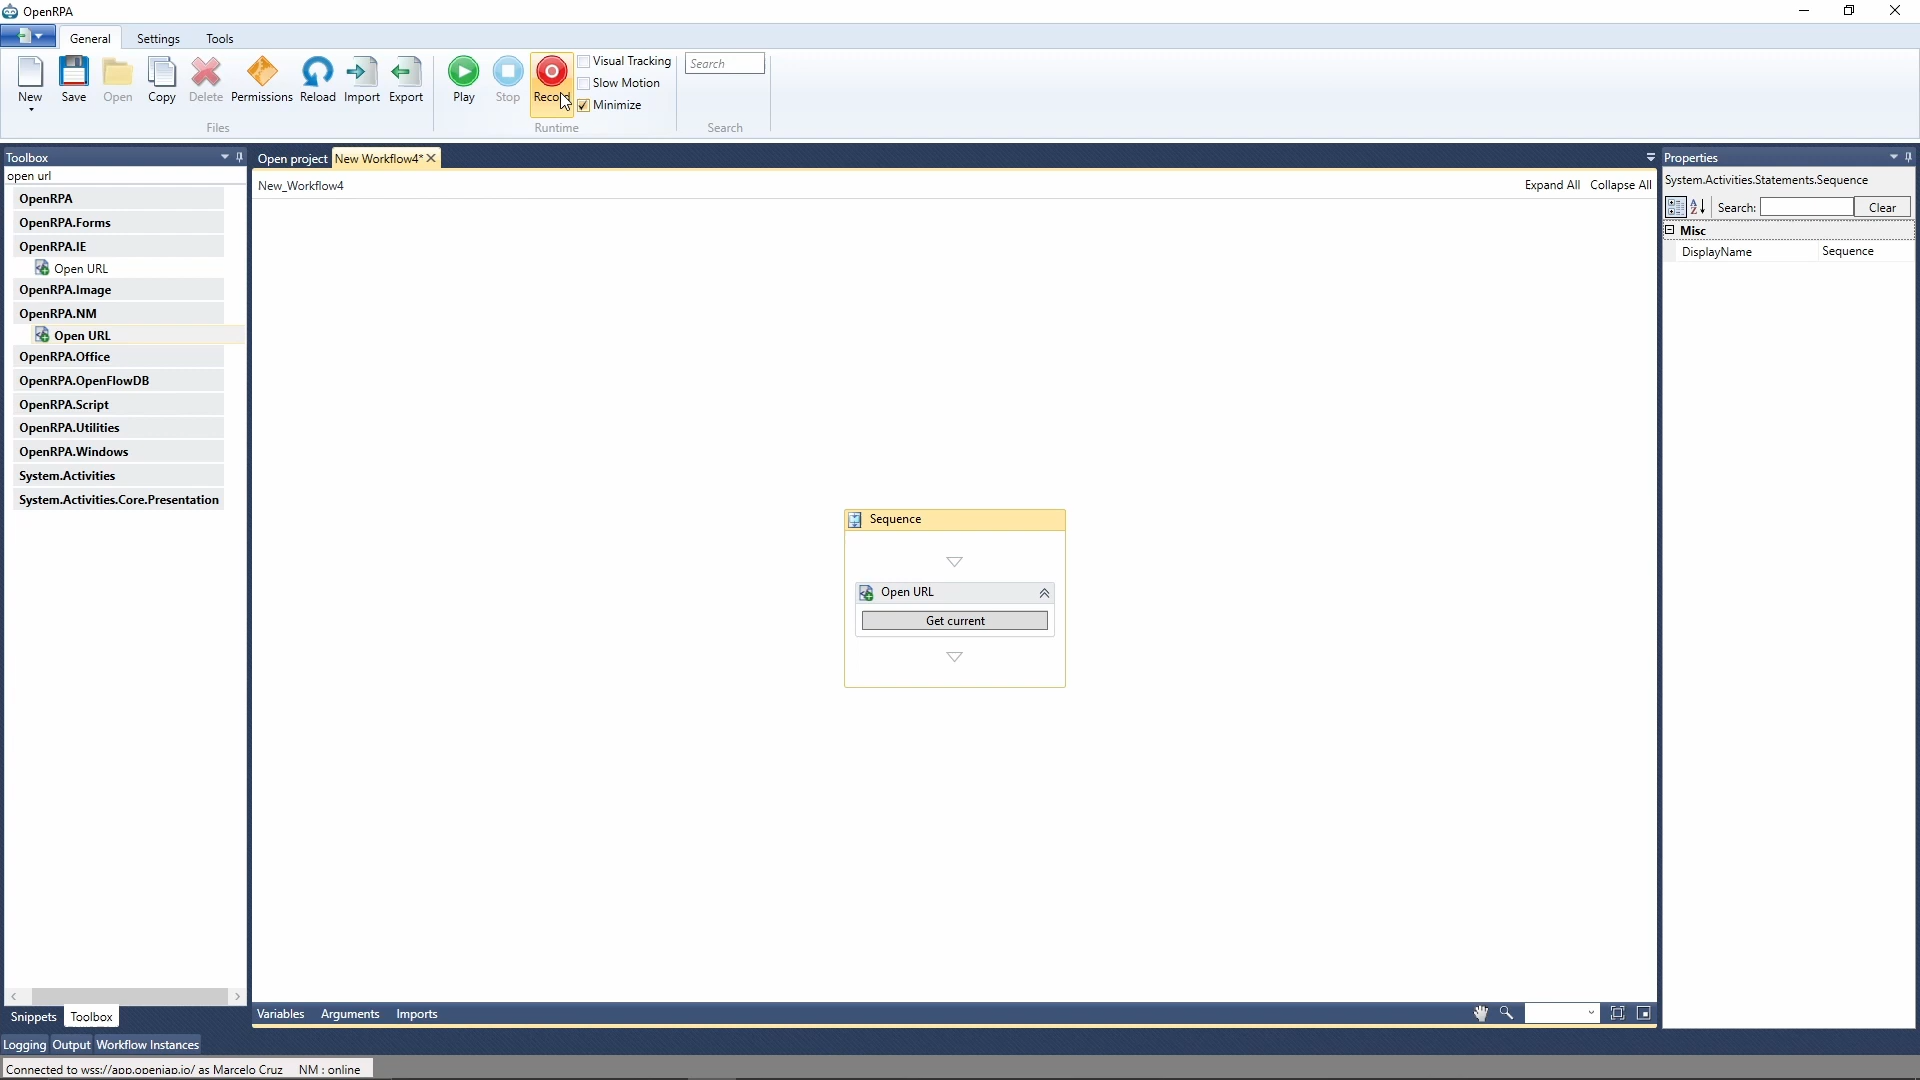 OpenRPA
General Settings Tools
New Save Open Copy Delete Permissions Reload Import Export Play Stop Record
Visual Tracking
Slow Motion
Minimize
Search
Files Runtime Search
Toolbox
open url
OpenRPA
OpenRPA.Forms
OpenRPA.IE
Open URL
OpenRPA.Image
OpenRPA.NM
Open URL
OpenRPA.Office
OpenRPA.OpenFlowDB
OpenRPA.Script
OpenRPA.Utilities
OpenRPA.Windows
System.Activities
System.Activities.Core.Presentation
Snippets Toolbox
Open project New Workflow4*
New_Workflow4 Expand All Collapse All
Sequence
Open URL
Get current
Variables Arguments Imports
Properties
System.Activities.Statements.Sequence
Search: Clear
Misc
DisplayName Sequence
Logging Output Workflow Instances
Connected to wss://app.openiap.io/ as Marcelo Cruz NM : online